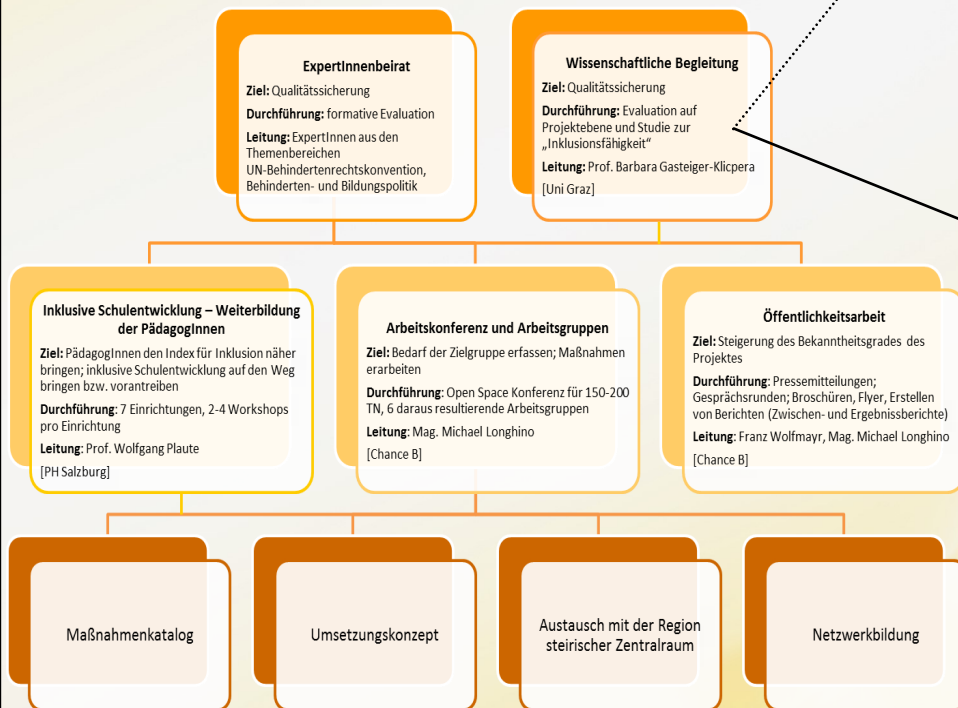 ExpertInnenbeirat
Ziel: Qualitätssicherung
Durchführung: formative Evaluation
Leitung: ExpertInnen aus den
Themenbereichen
UN-Behindertenrechtskonvention,
Behinderten- und Bildungspolitik
Wissenschaftliche Begleitung
Ziel: Qualitätssicherung
Durchführung: Evaluation auf
Projektebene und Studie zur
„Inklusionsfähigkeit“
Leitung: Prof. Barbara Gasteiger-Klicpera
[Uni Graz]
Inklusive Schulentwicklung – Weiterbildung
der PädagogInnen
Ziel: PädagogInnen den Index für Inklusion näher
bringen; inklusive Schulentwicklung auf den Weg
bringen bzw. vorantreiben
Durchführung: 7 Einrichtungen, 2-4 Workshops
pro Einrichtung
Leitung: Prof. Wolfgang Plaute
[PH Salzburg]
Arbeitskonferenz und Arbeitsgruppen
Ziel: Bedarf der Zielgruppe erfassen; Maßnahmen
erarbeiten
Durchführung: Open Space Konferenz für 150-200
TN, 6 daraus resultierende Arbeitsgruppen
Leitung: Mag. Michael Longhino
[Chance B]
Öffentlichkeitsarbeit
Ziel: Steigerung des Bekanntheitsgrades des
Projektes
Durchführung: Pressemitteilungen;
Gesprächsrunden; Broschüren, Flyer, Erstellen
von Berichten (Zwischen- und Ergebnissberichte)
Leitung: Franz Wolfmayr, Mag. Michael Longhino
[Chance B]
Maßnahmenkatalog
Umsetzungskonzept
Austausch mit der Region
steirischer Zentralraum
Netzwerkbildung